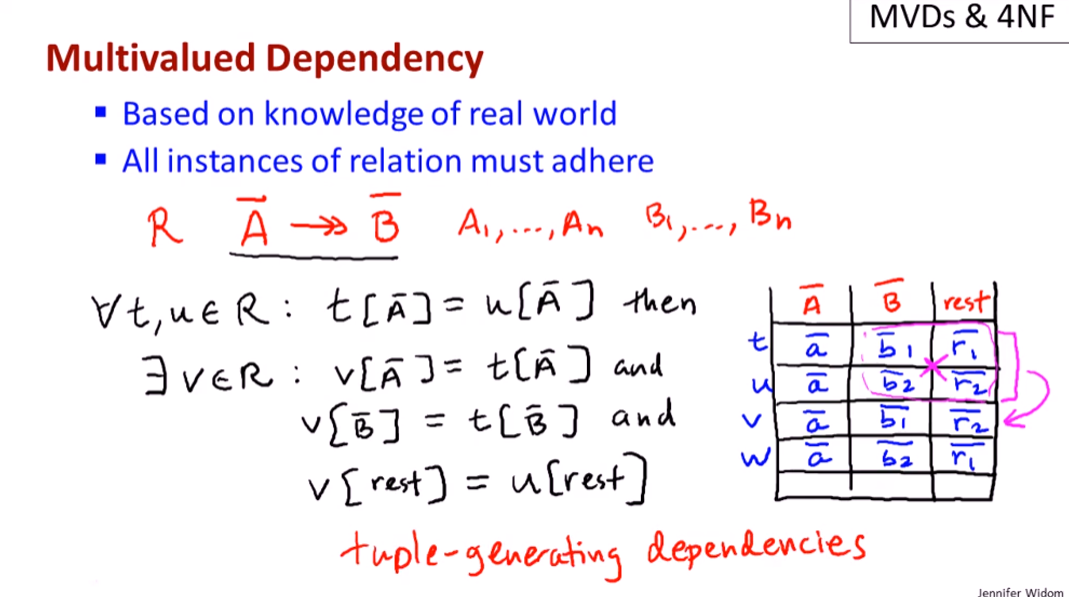 MVDs & 4NF
Multivalued Dependency
▪ Based on knowledge of real world
▪ All instances of relation must adhere
R A̅ ↠ B̅ A₁,...,Aₙ B₁,...,Bₙ
∀t,u∈R: t[A̅]=u[A̅] then
∃v∈R: v[A̅]=t[A̅] and
v[B̅]=t[B̅] and
v[rest]=u[rest]
A̅ B̅ rest
t a̅ b̅₁ r̅₁
u a̅ b̅₂ r̅₂
v a̅ b̅₁ r̅₂
w a̅ b̅₂ r̅₁
tuple-generating dependencies
Jennifer Widom